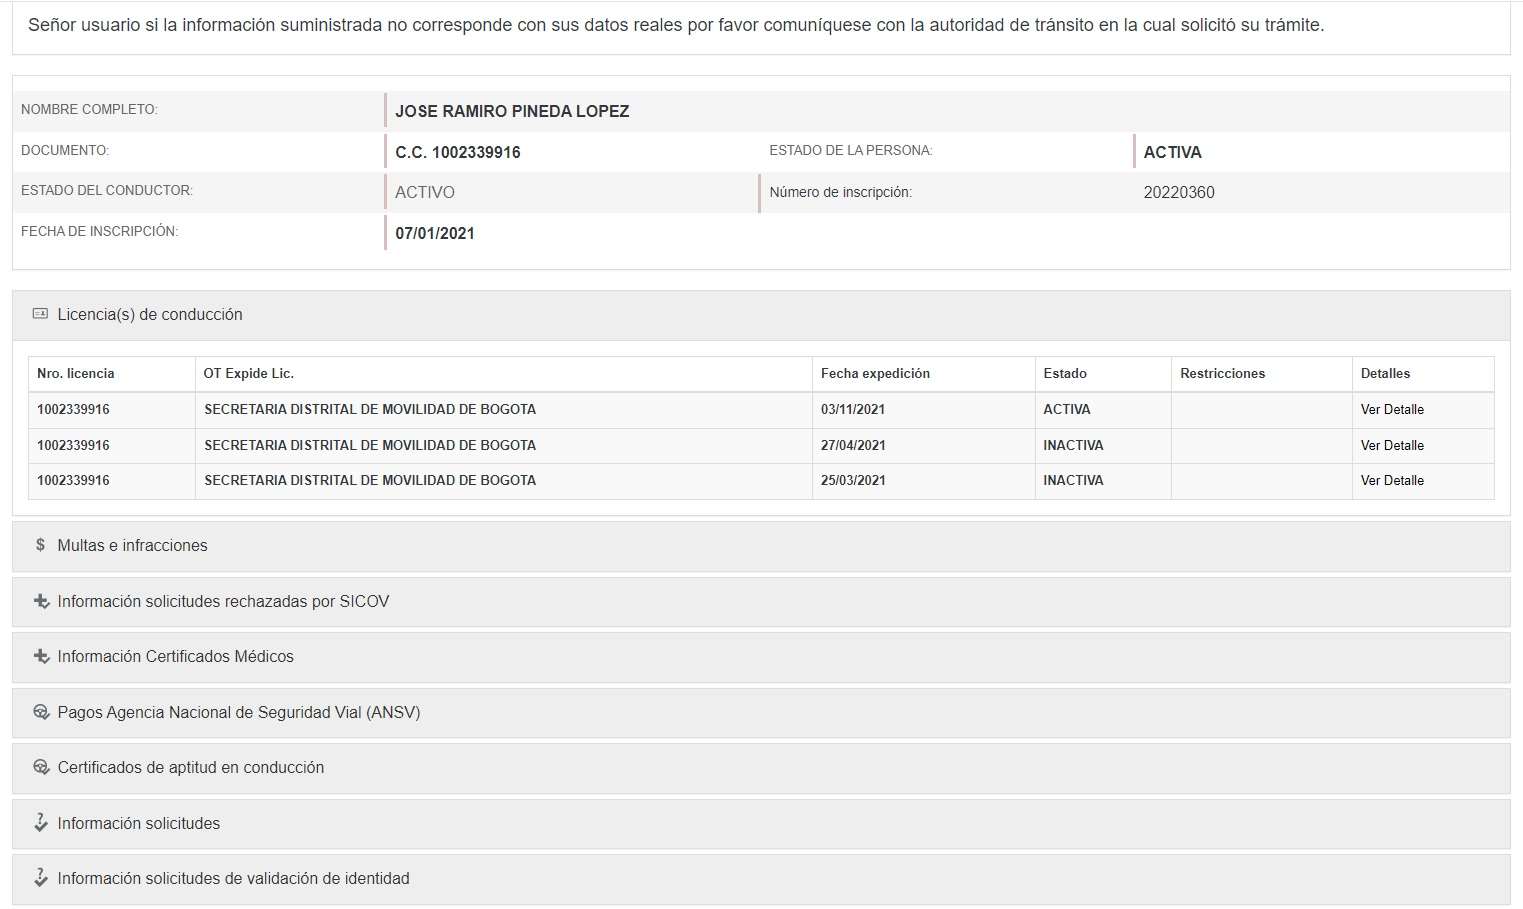 Señor usuario si la información suministrada no corresponde con sus datos reales por favor comuníquese con la autoridad de tránsito en la cual solicitó su trámite.
NOMBRE COMPLETO: JOSE RAMIRO PINEDA LOPEZ
DOCUMENTO: C.C. 1002339916 ESTADO DE LA PERSONA: ACTIVA
ESTADO DEL CONDUCTOR: ACTIVO Número de inscripción: 20220360
FECHA DE INSCRIPCIÓN: 07/01/2021
Licencia(s) de conducción
Nro. licencia OT Expide Lic. Fecha expedición Estado Restricciones Detalles
1002339916 SECRETARIA DISTRITAL DE MOVILIDAD DE BOGOTA 03/11/2021 ACTIVA Ver Detalle
1002339916 SECRETARIA DISTRITAL DE MOVILIDAD DE BOGOTA 27/04/2021 INACTIVA Ver Detalle
1002339916 SECRETARIA DISTRITAL DE MOVILIDAD DE BOGOTA 25/03/2021 INACTIVA Ver Detalle
$ Multas e infracciones
Información solicitudes rechazadas por SICOV
Información Certificados Médicos
Pagos Agencia Nacional de Seguridad Vial (ANSV)
Certificados de aptitud en conducción
Información solicitudes
Información solicitudes de validación de identidad